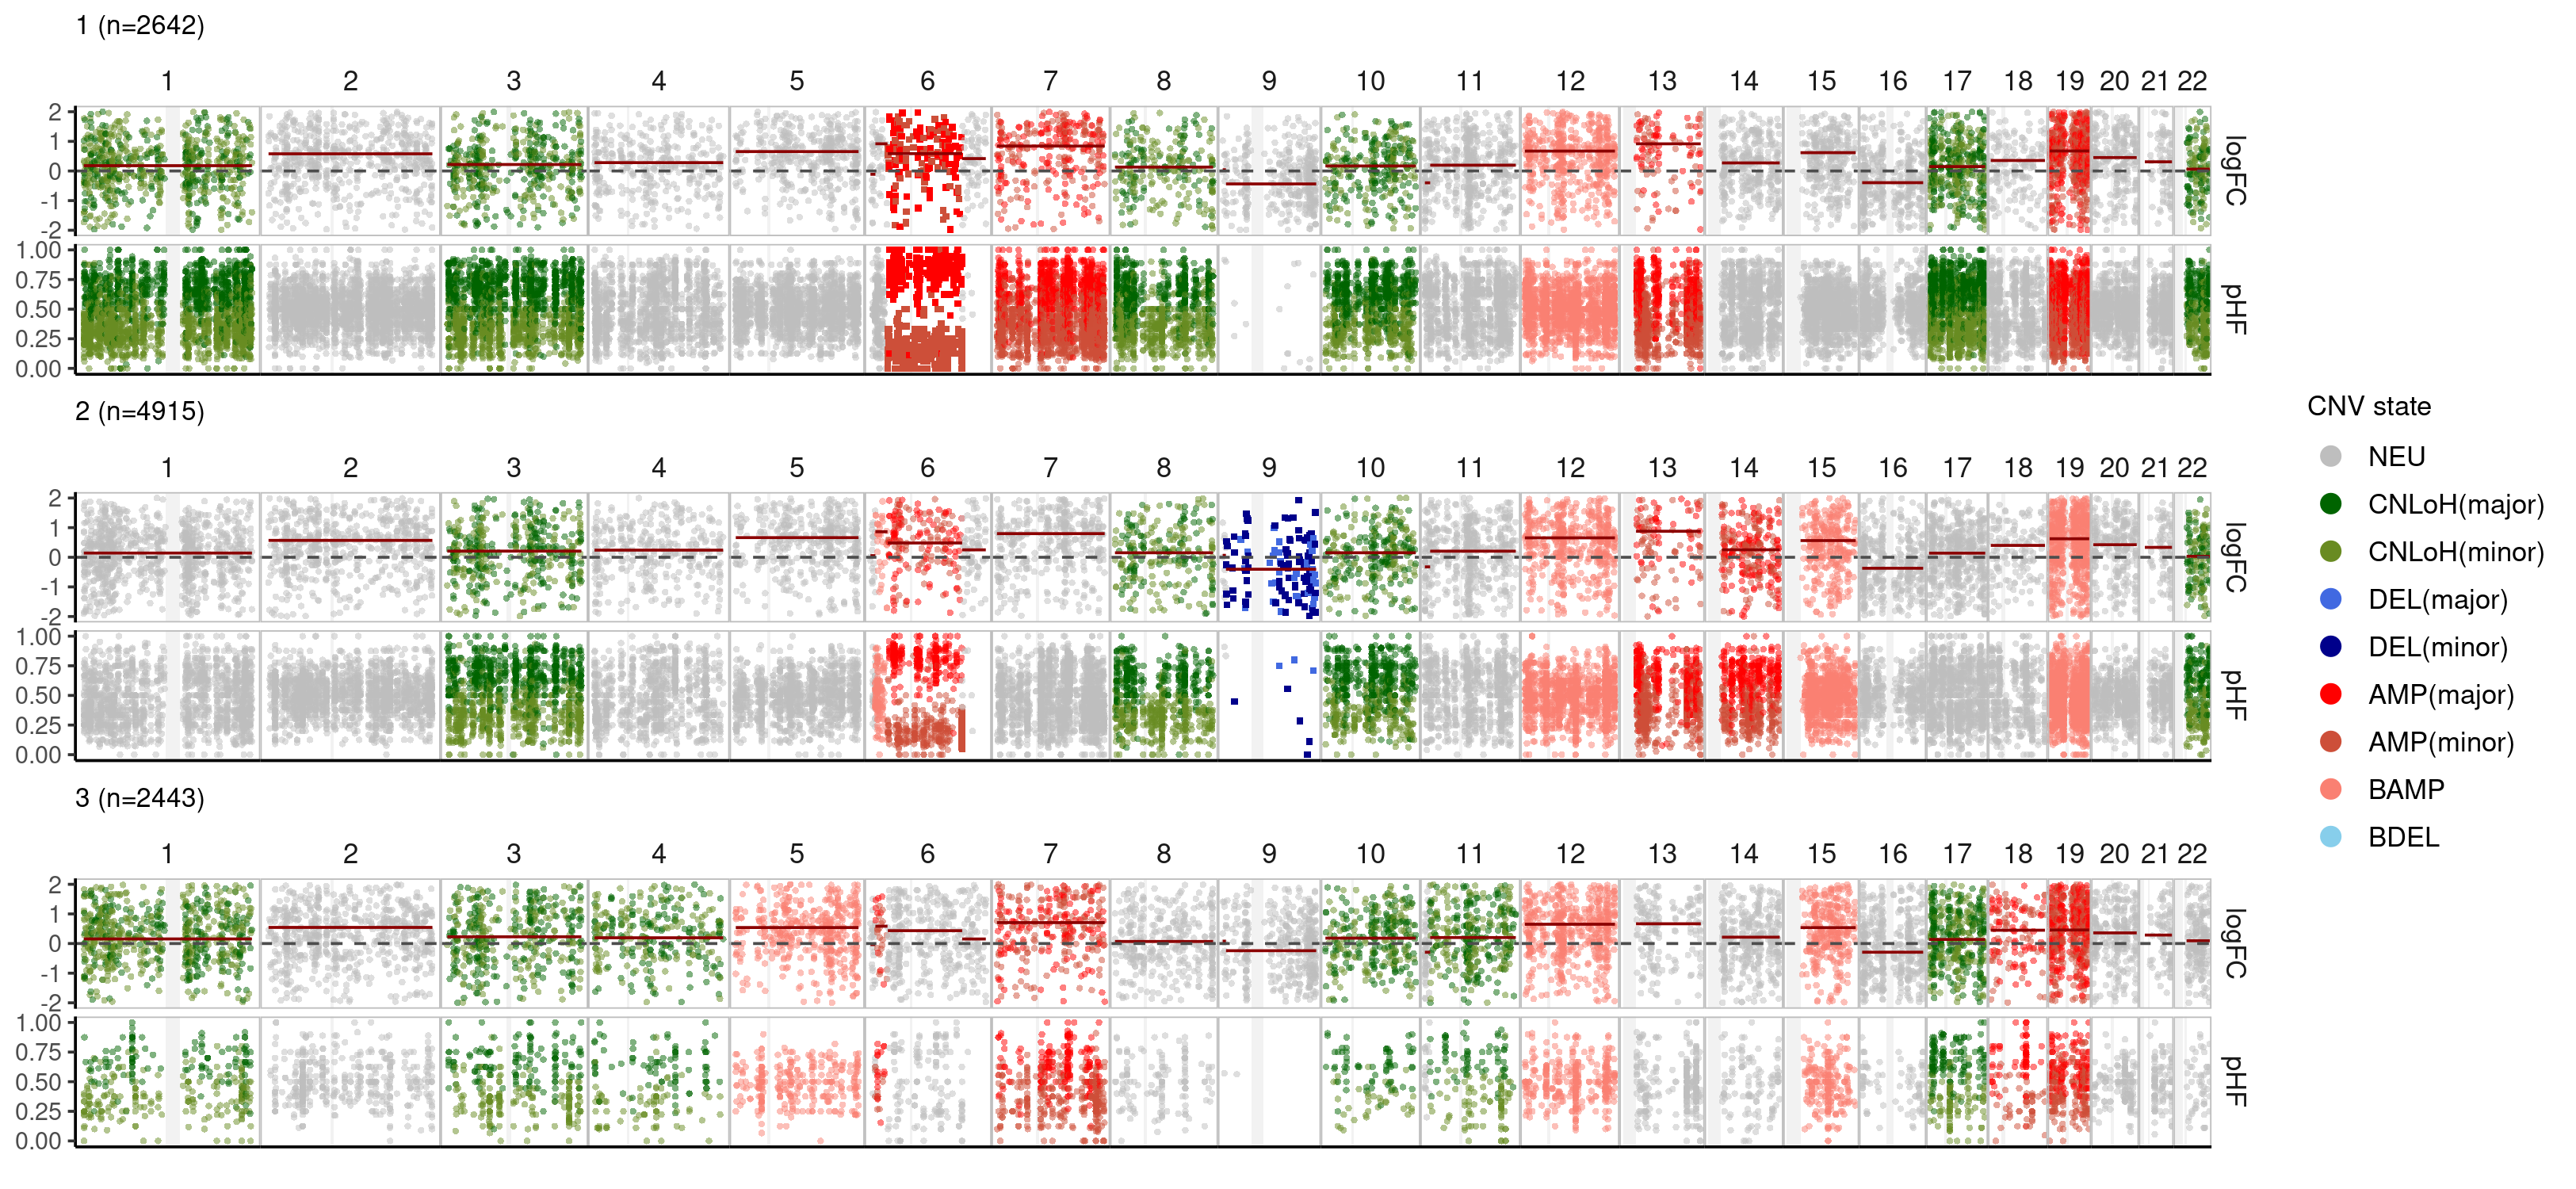 1 (n=2642)
1 2 3 4 5 6 7 8 9 10 11 12 13 14 15 16 17 18 19 20 21 22
2
1
0
-1
-2
logFC
1.00
0.75
0.50
0.25
0.00
pHF
2 (n=4915)
1 2 3 4 5 6 7 8 9 10 11 12 13 14 15 16 17 18 19 20 21 22
2
1
0
-1
-2
logFC
1.00
0.75
0.50
0.25
0.00
pHF
3 (n=2443)
1 2 3 4 5 6 7 8 9 10 11 12 13 14 15 16 17 18 19 20 21 22
2
1
0
-1
-2
logFC
1.00
0.75
0.50
0.25
0.00
pHF
CNV state
NEU
CNLoH(major)
CNLoH(minor)
DEL(major)
DEL(minor)
AMP(major)
AMP(minor)
BAMP
BDEL